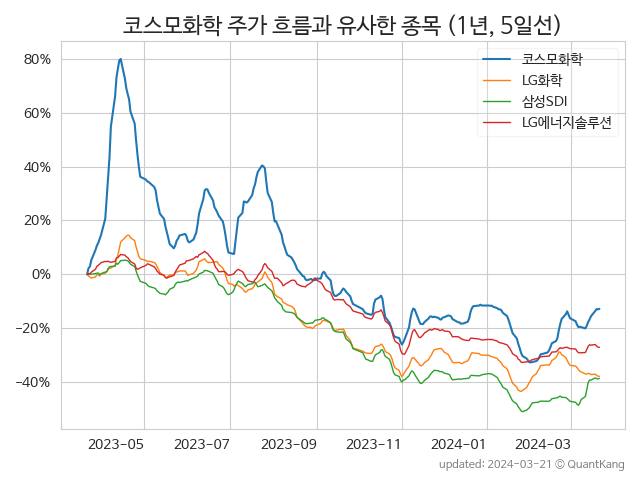 코스모화학 주가 흐름과 유사한 종목 (1년, 5일선)
코스모화학
LG화학
삼성SDI
LG에너지솔루션
80%
60%
40%
20%
0%
−20%
−40%
2023-05
2023-07
2023-09
2023-11
2024-01
2024-03
updated: 2024-03-21 © QuantKang